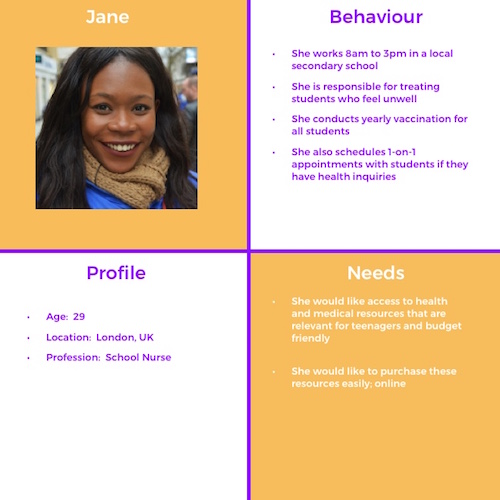 Jane
Behaviour
• She works 8am to 3pm in a local
secondary school
• She is responsible for treating
students who feel unwell
• She conducts yearly vaccination for
all students
• She also schedules 1-on-1
appointments with students if they
have health inquiries
Profile
• Age: 29
• Location: London, UK
• Profession: School Nurse
Needs
• She would like access to health
and medical resources that are
relevant for teenagers and budget
friendly
• She would like to purchase these
resources easily; online